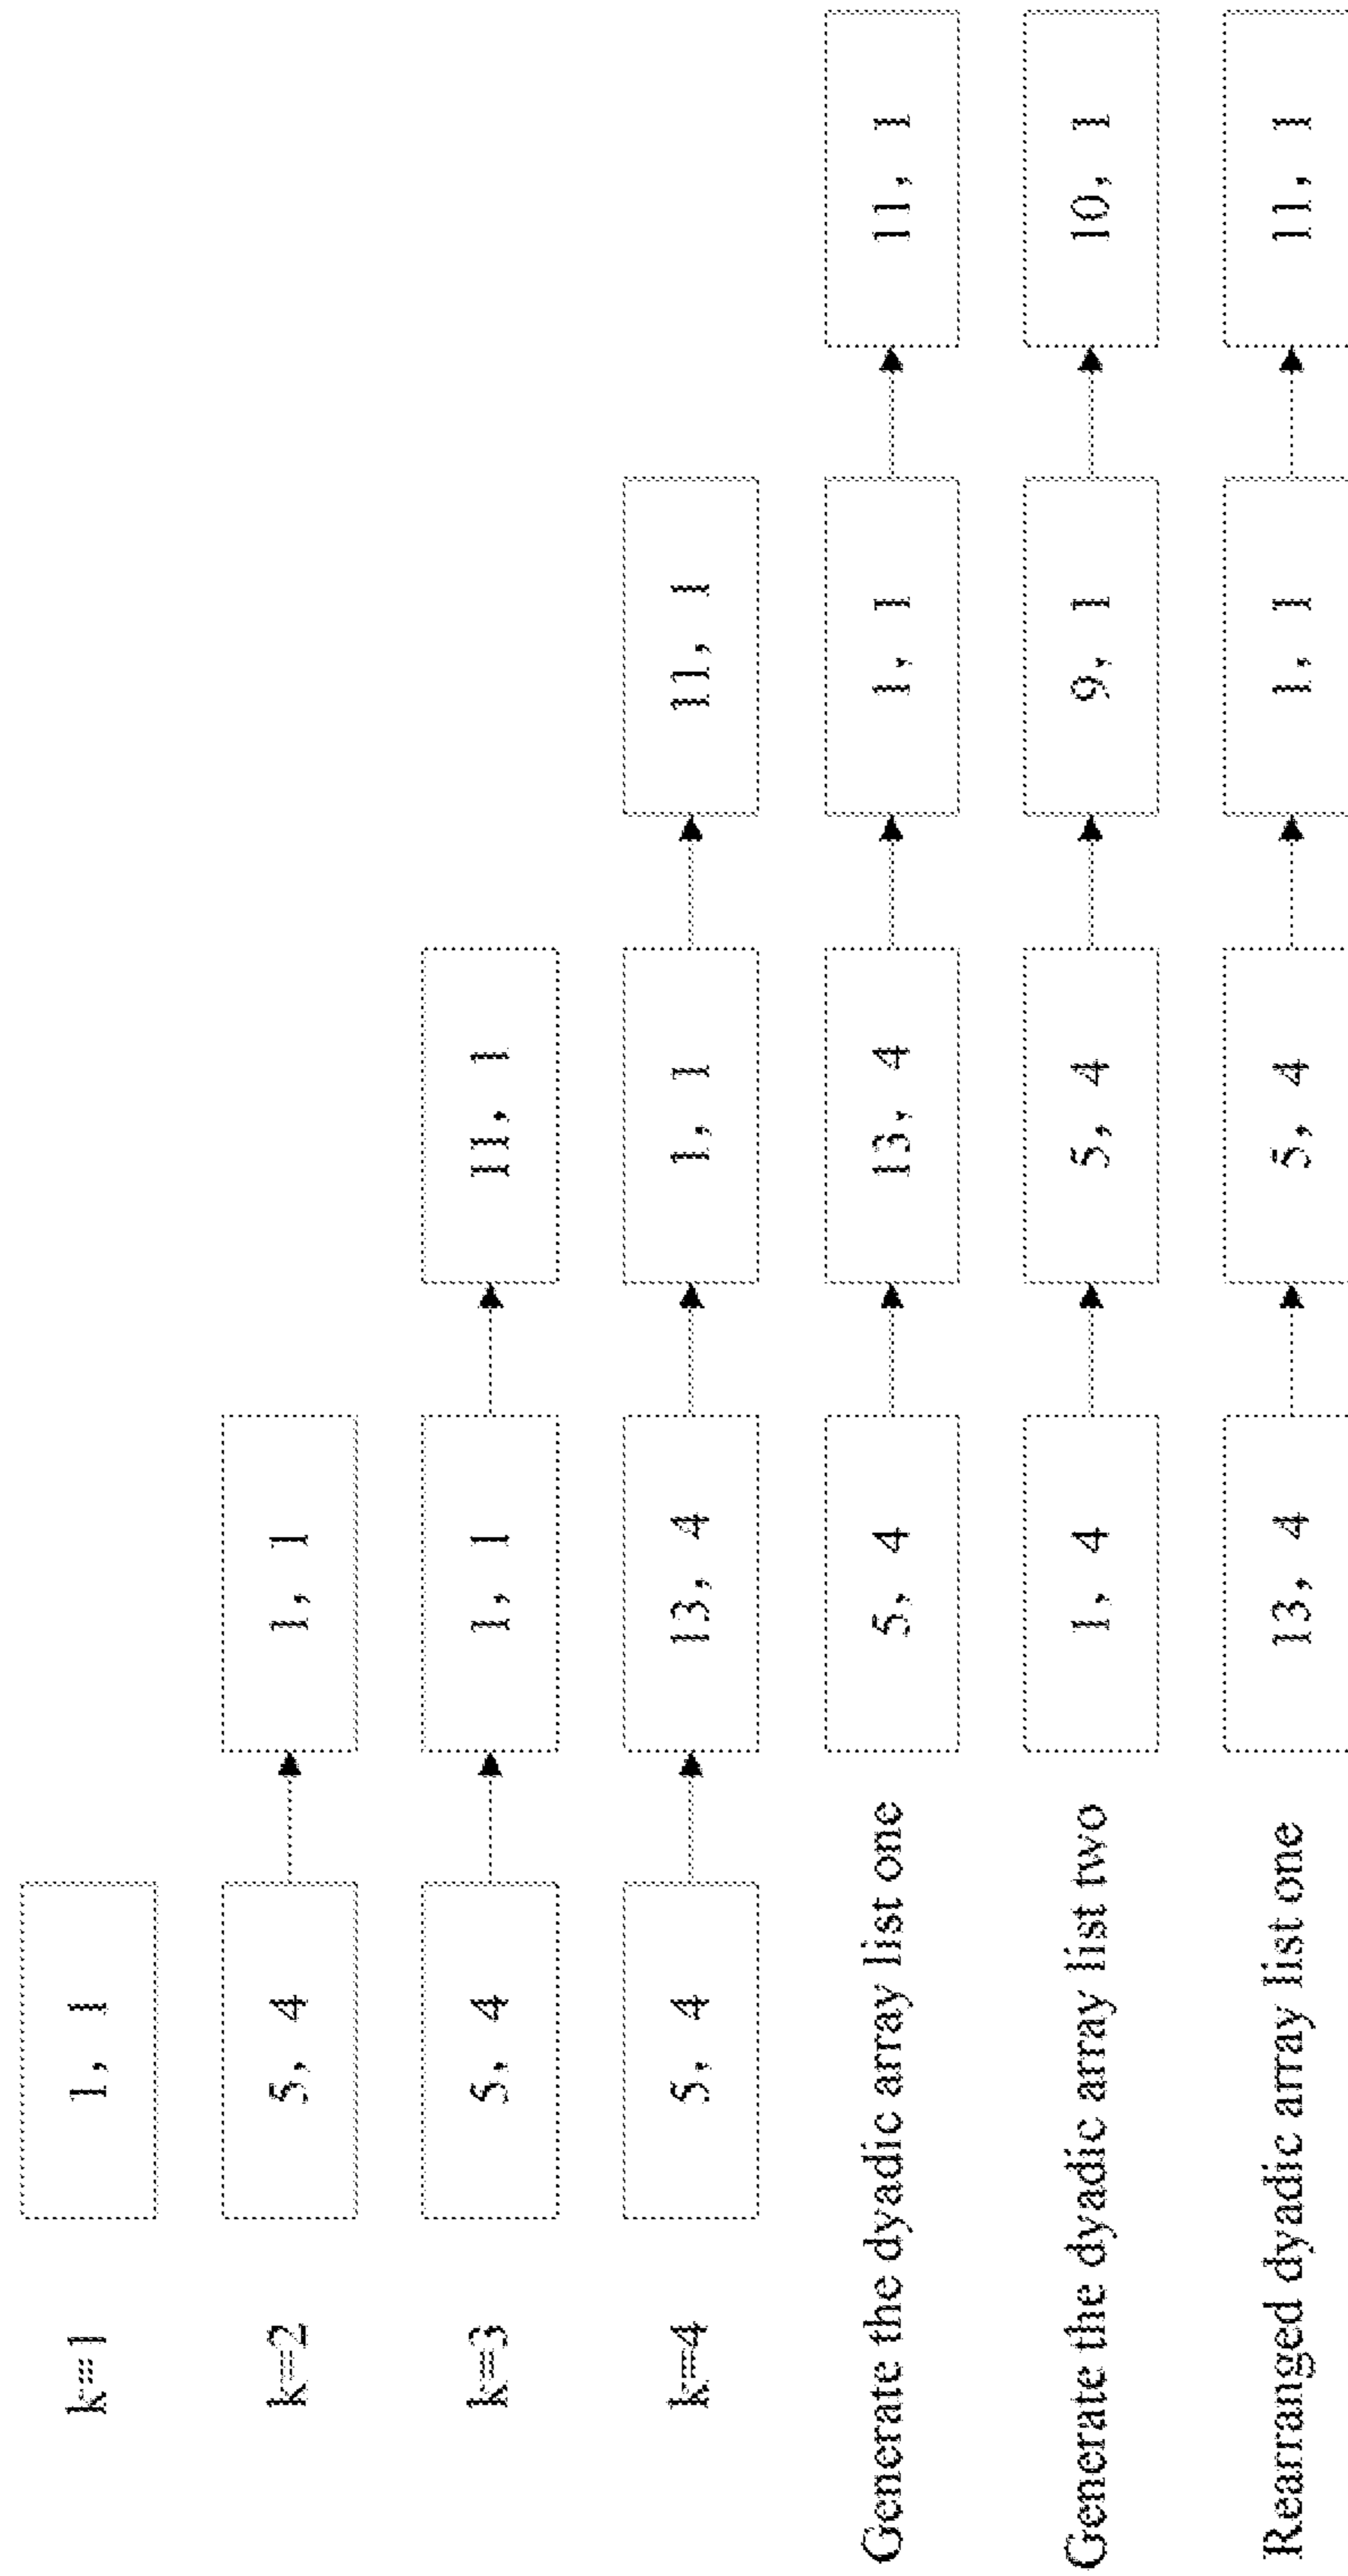 k=1 1, 1
k=2 5, 4 1, 1
k=3 5, 4 1, 1 11, 1
k=4 5, 4 13, 4 1, 1 11, 1
Generate the dyadic array list one 5, 4 13, 4 1, 1 11, 1
Generate the dyadic array list two 1, 4 5, 4 9, 1 10, 1
Rearranged dyadic array list one 13, 4 5, 4 1, 1 11, 1